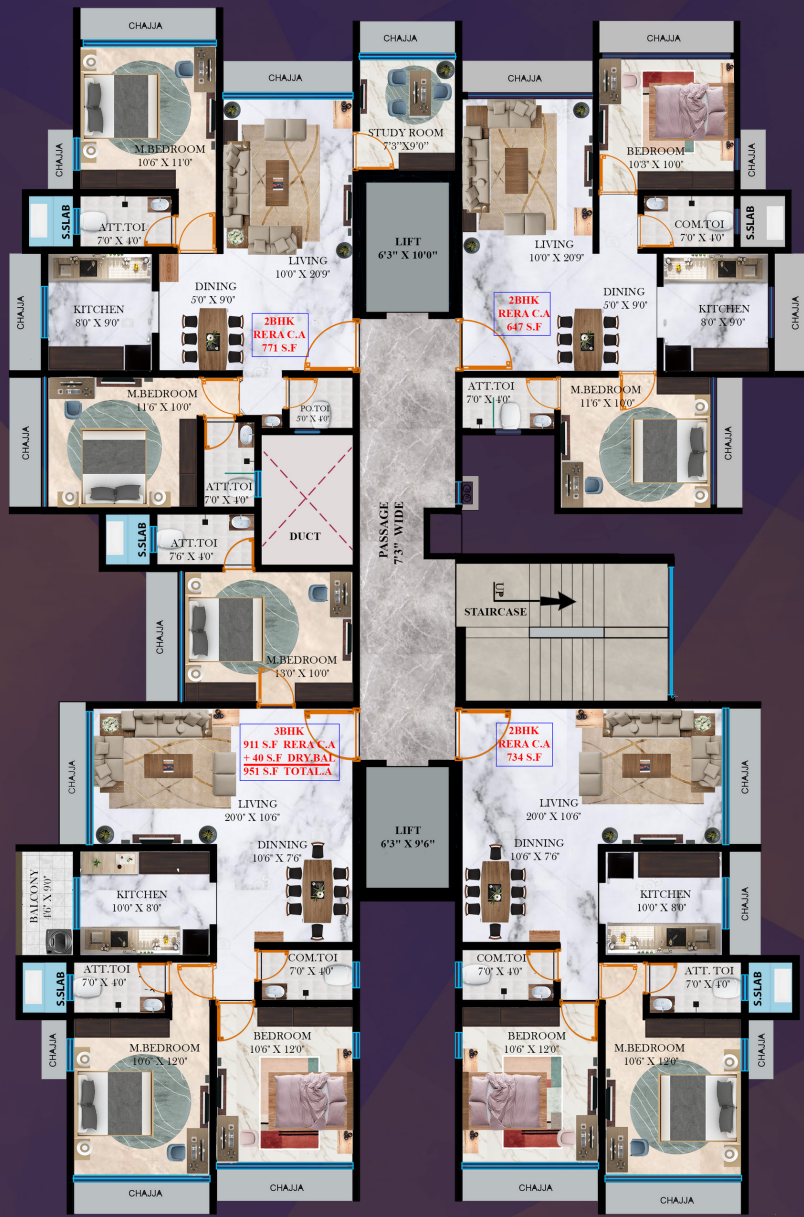 CHAJJA
CHAJJA
CHAJJA
CHAJJA
CHAJJA
CHAJJA
M.BEDROOM
10'6" X 11'0"
CHAJJA
STUDY ROOM
7'3"X9'0"
BEDROOM
10'3" X 10'0"
CHAJJA
S.SLAB
ATT.TOI
7'0" X 4'0"
LIVING
10'0" X 20'9"
LIFT
6'3" X 10'0"
LIVING
10'0" X 20'9"
COM.TOI
7'0" X 4'0"
S.SLAB
CHAJJA
KITCHEN
8'0" X 9'0"
DINING
5'0" X 9'0"
2BHK
RERA C.A
771 S.F
2BHK
RERA C.A
647 S.F
DINING
5'0" X 9'0"
KITCHEN
8'0" X 9'0"
CHAJJA
CHAJJA
M.BEDROOM
11'6" X 10'0"
PO.TOI
5'0" X 4'0"
ATT.TOI
7'0" X 4'0"
M.BEDROOM
11'6" X 10'0"
CHAJJA
ATT.TOI
7'0" X 4'0"
DUCT
PASSAGE
7'3" WIDE
S.SLAB
ATT.TOI
7'6" X 4'0"
UP
STAIRCASE
CHAJJA
M.BEDROOM
13'0" X 10'0"
3BHK
911 S.F RERA C.A
+ 40 S.F DRY.BAL
951 S.F TOTAL.A
2BHK
RERA C.A
734 S.F
CHAJJA
LIVING
20'0" X 10'6"
LIFT
6'3" X 9'6"
LIVING
20'0" X 10'6"
CHAJJA
DINNING
10'6" X 7'6"
DINNING
10'6" X 7'6"
BALCONY
4'6" X 9'0"
KITCHEN
10'0" X 8'0"
KITCHEN
10'0" X 8'0"
CHAJJA
S.SLAB
ATT.TOI
7'0" X 4'0"
COM.TOI
7'0" X 4'0"
COM.TOI
7'0" X 4'0"
ATT. TOI
7'0" X 4'0"
S.SLAB
CHAJJA
M.BEDROOM
10'6" X 12'0"
BEDROOM
10'6" X 12'0"
BEDROOM
10'6" X 12'0"
M.BEDROOM
10'6" X 12'0"
CHAJJA
CHAJJA
CHAJJA
CHAJJA
CHAJJA